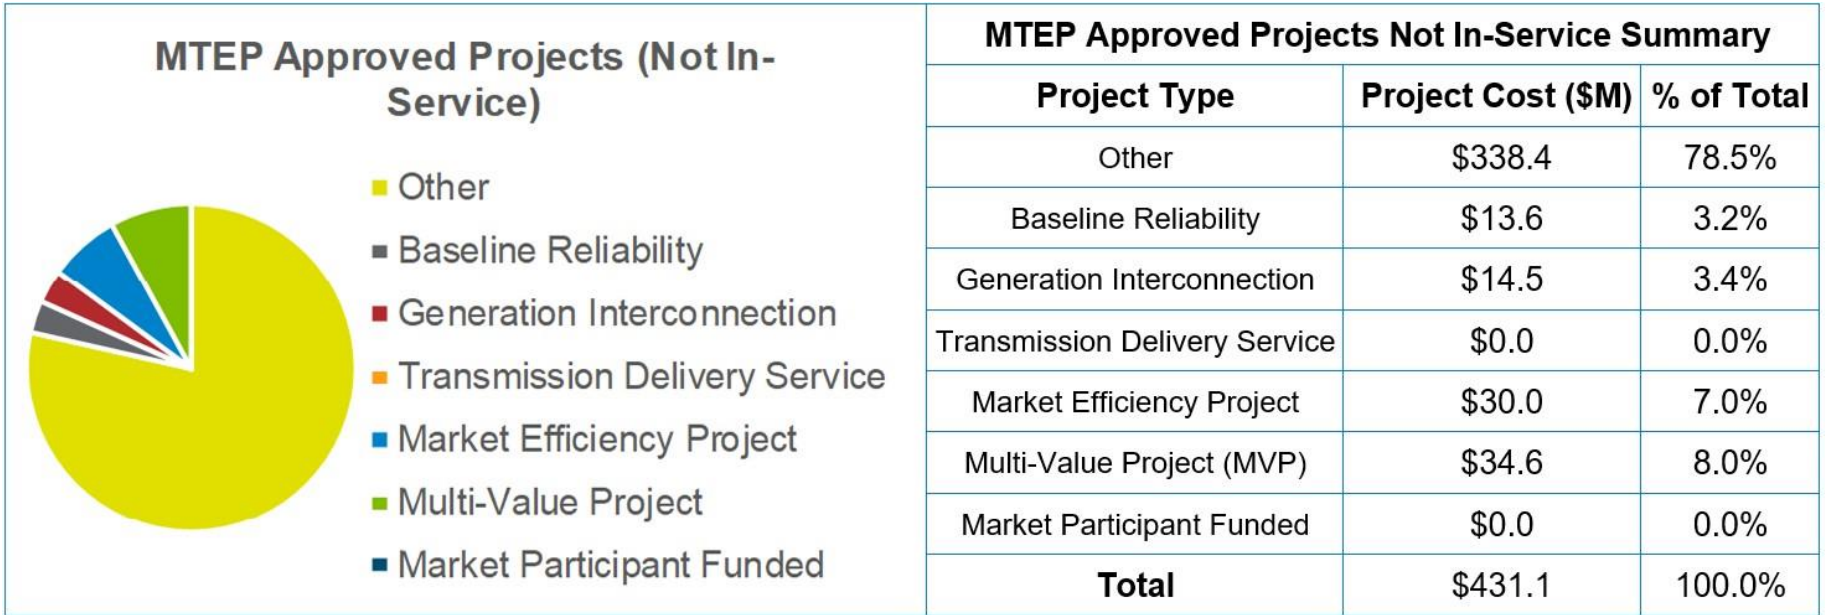 MTEP Approved Projects (Not In-
Service)
Other
Baseline Reliability
Generation Interconnection
Transmission Delivery Service
Market Efficiency Project
Multi-Value Project
Market Participant Funded
MTEP Approved Projects Not In-Service Summary
Project Type Project Cost ($M) % of Total
Other $338.4 78.5%
Baseline Reliability $13.6 3.2%
Generation Interconnection $14.5 3.4%
Transmission Delivery Service $0.0 0.0%
Market Efficiency Project $30.0 7.0%
Multi-Value Project (MVP) $34.6 8.0%
Market Participant Funded $0.0 0.0%
Total $431.1 100.0%